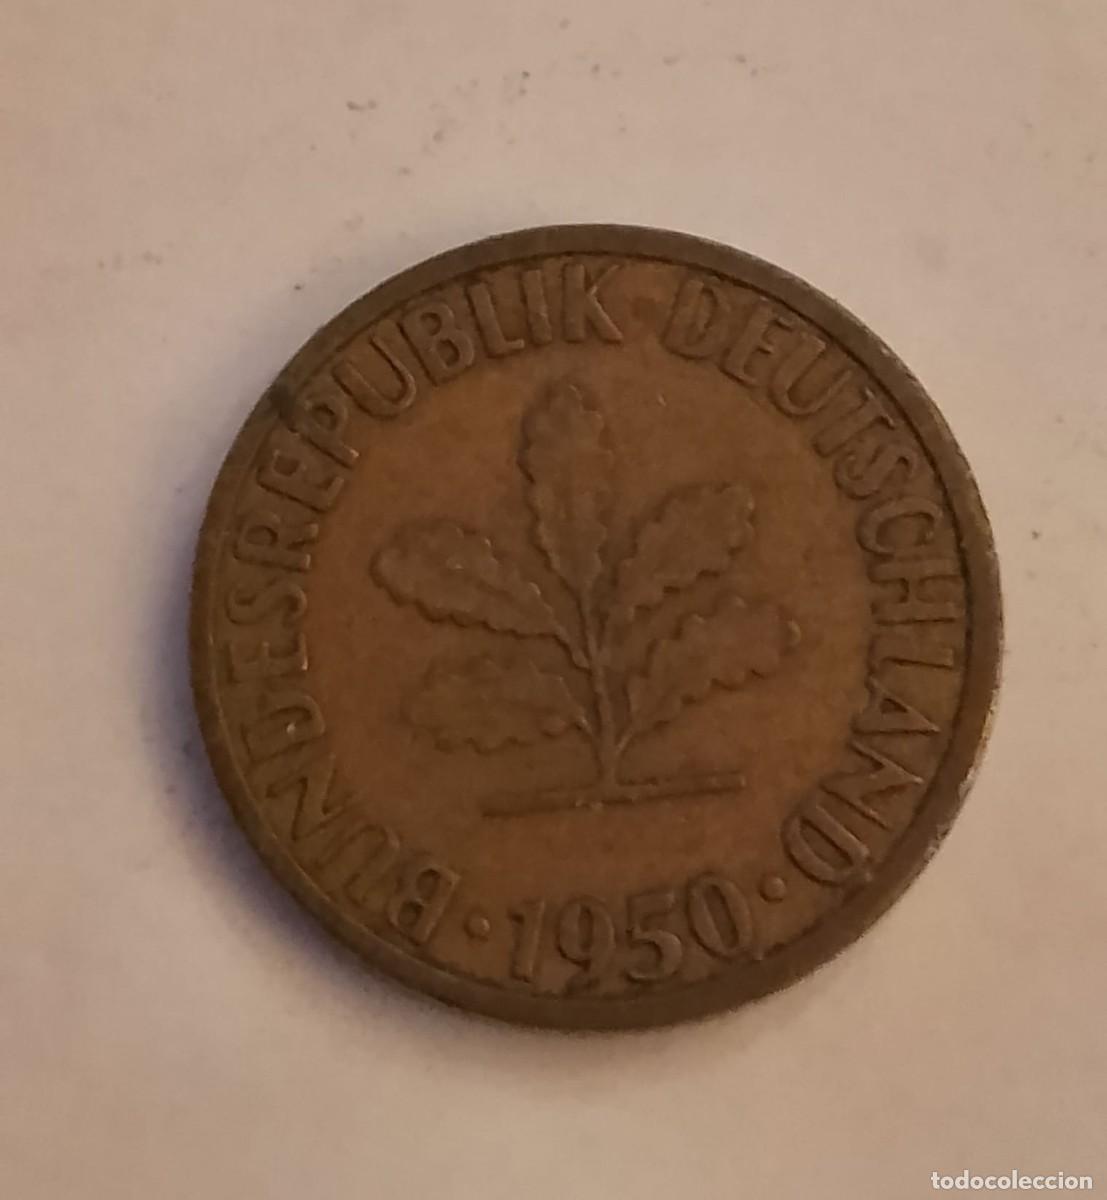 BUNDESREPUBLIK DEUTSCHLAND
· 1950 ·
todocoleccion